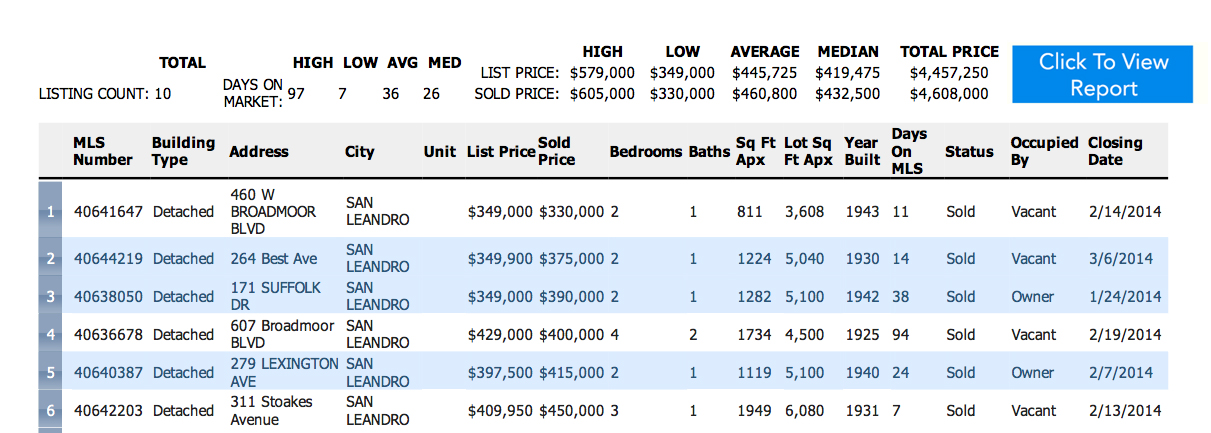 HIGH LOW AVERAGE MEDIAN TOTAL PRICE
TOTAL HIGH LOW AVG MED
LIST PRICE: $579,000 $349,000 $445,725 $419,475 $4,457,250
LISTING COUNT: 10 DAYS ON MARKET: 97 7 36 26 SOLD PRICE: $605,000 $330,000 $460,800 $432,500 $4,608,000
Click To View
Report
MLS Number Building Type Address City Unit List Price Sold Price Bedrooms Baths Sq Ft Apx Lot Sq Ft Apx Year Built Days On MLS Status Occupied By Closing Date
1 40641647 Detached 460 W BROADMOOR BLVD SAN LEANDRO $349,000 $330,000 2 1 811 3,608 1943 11 Sold Vacant 2/14/2014
2 40644219 Detached 264 Best Ave SAN LEANDRO $349,900 $375,000 2 1 1224 5,040 1930 14 Sold Vacant 3/6/2014
3 40638050 Detached 171 SUFFOLK DR SAN LEANDRO $349,000 $390,000 2 1 1282 5,100 1942 38 Sold Owner 1/24/2014
4 40636678 Detached 607 Broadmoor BLVD SAN LEANDRO $429,000 $400,000 4 2 1734 4,500 1925 94 Sold Vacant 2/19/2014
5 40640387 Detached 279 LEXINGTON AVE SAN LEANDRO $397,500 $415,000 2 1 1119 5,100 1940 24 Sold Owner 2/7/2014
6 40642203 Detached 311 Stoakes Avenue SAN LEANDRO $409,950 $450,000 3 1 1949 6,080 1931 7 Sold Vacant 2/13/2014